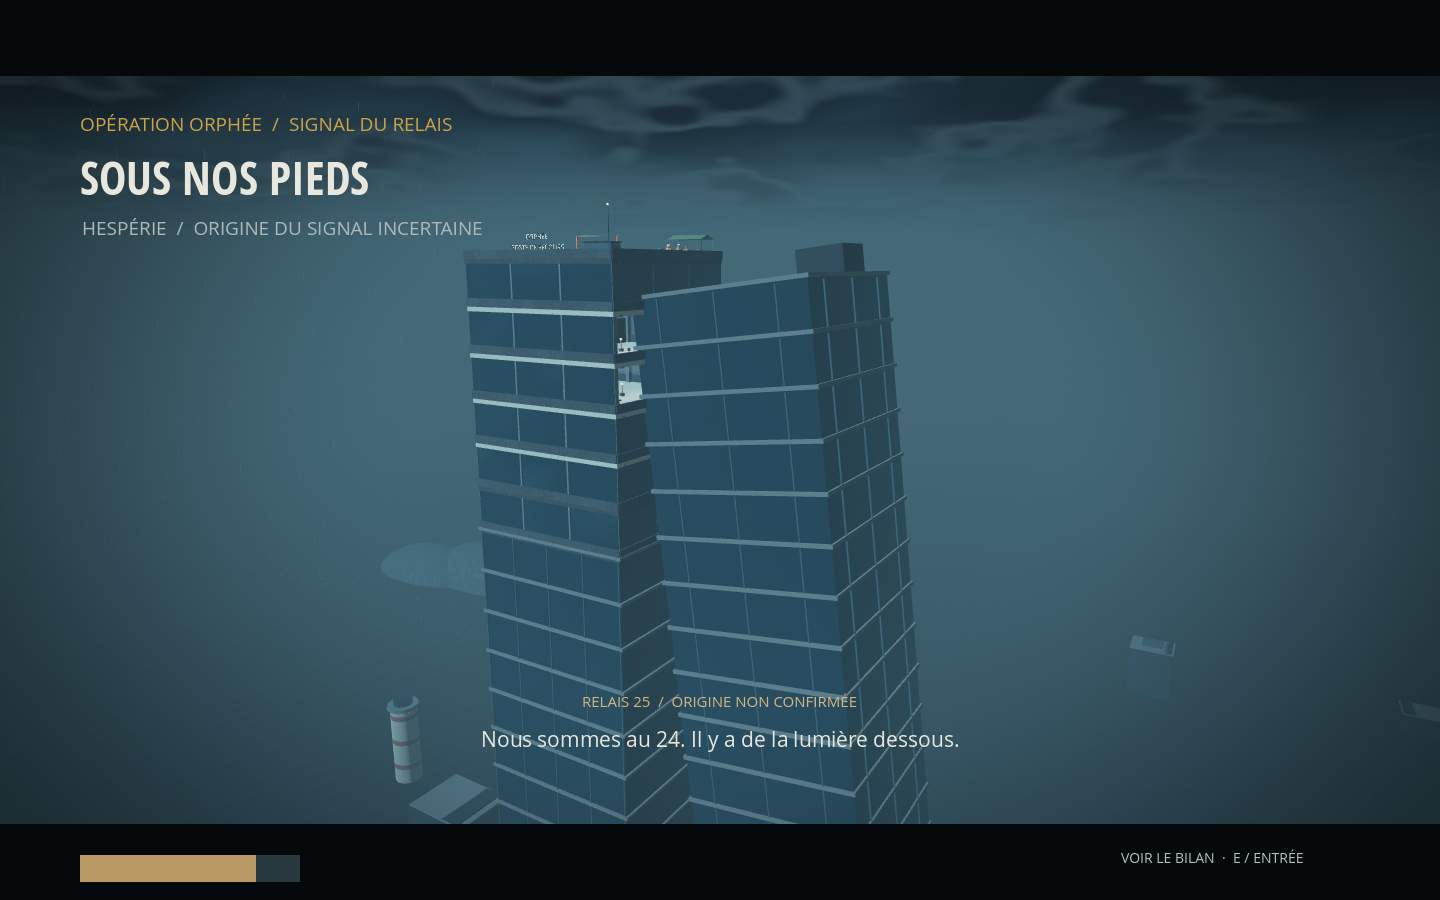 OPÉRATION ORPHÉE / SIGNAL DU RELAIS
SOUS NOS PIEDS
HESPÉRIE / ORIGINE DU SIGNAL INCERTAINE
ORPHÉE
RELAIS 25 / ORIGINE NON CONFIRMÉE
Nous sommes au 24. Il y a de la lumière dessous.
VOIR LE BILAN · E / ENTRÉE